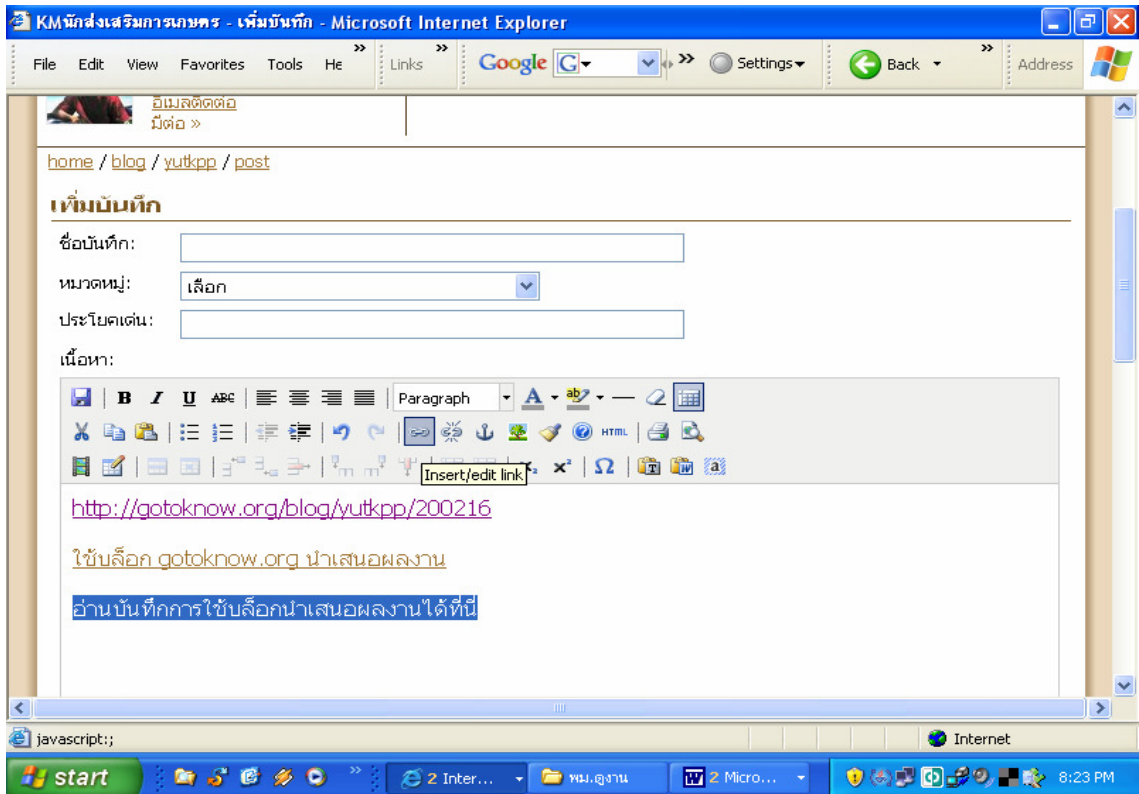 KMนักส่งเสริมการเกษตร - เพิ่มบันทึก - Microsoft Internet Explorer
File Edit View Favorites Tools He » Links » Google G » Settings Back » Address
อีเมลติดต่อ
มีต่อ »
home / blog / yutkpp / post
เพิ่มบันทึก
ชื่อบันทึก:
หมวดหมู่: เลือก
ประโยคเด่น:
เนื้อหา:
B I U ABC Paragraph A ab
HTML
x₂ x² Ω T W a
Insert/edit link
http://gotoknow.org/blog/yutkpp/200216
ใช้บล็อก gotoknow.org นำเสนอผลงาน
อ่านบันทึกการใช้บล็อกนำเสนอผลงานได้ที่นี่
javascript:; Internet
start » 2 Inter... พม.ดูงาน 2 Micro... 8:23 PM